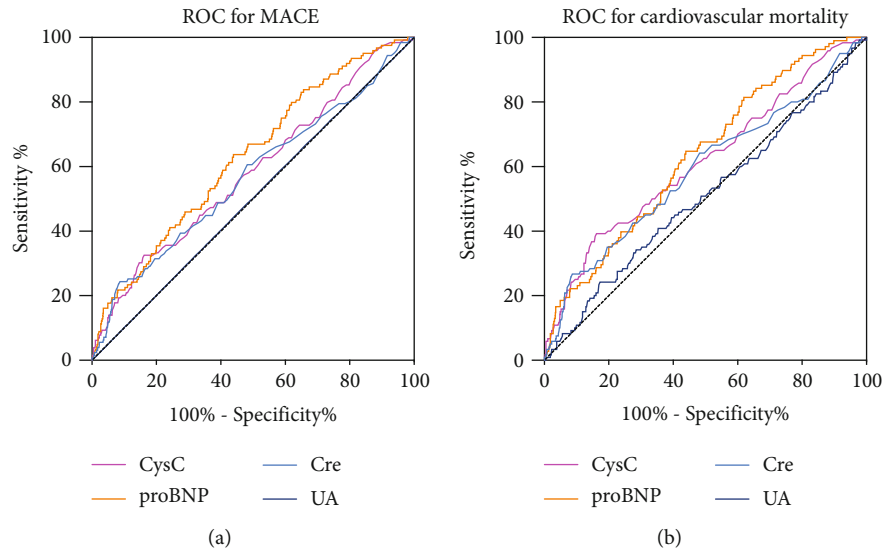 ROC for MACE
100
80
60
40
20
0
Sensitivity %
0 20 40 60 80 100
100% - Specificity%
CysC Cre
proBNP UA
(a)
ROC for cardiovascular mortality
100
80
60
40
20
0
Sensitivity %
0 20 40 60 80 100
100% - Specificity%
CysC Cre
proBNP UA
(b)